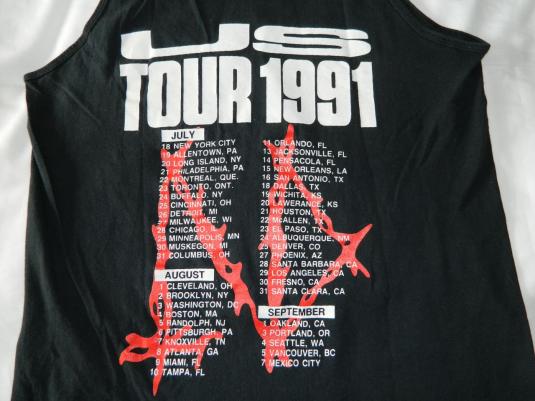 US
TOUR 1991
JULY
18 NEW YORK CITY
19 ALLENTOWN, PA
20 LONG ISLAND, NY
21 PHILADELPHIA, PA
22 MONTREAL, QUE.
23 TORONTO, ONT.
24 BUFFALO, NY
25 CINCINNATI, OH
26 DETROIT, MI
27 MILWAUKEE, WI
28 CHICAGO,
29 MINNEAPOLIS, MN
30 MUSKEGON, MI
31 COLUMBUS, OH
AUGUST
1 CLEVELAND, OH
2 BROOKLYN, NY
3 WASHINGTON, DC
4 BOSTON, MA
5 RANDOLPH, NJ
6 PITTSBURGH, PA
7 KNOXVILLE, TN
8 ATLANTA, GA
9 MIAMI, FL
10 TAMPA, FL
11 ORLANDO, FL
13 JACKSONVILLE, FL
14 PENSACOLA, FL
15 NEW ORLEANS, LA
16 SAN ANTONIO, TX
18 DALLAS, TX
19 WICHITA, KS
20 LAWERANCE, KS
21 HOUSTON, TX
22 McALLEN, TX
23 EL PASO, TX
24 ALBUQUERQUE, NM
25 DENVER, CO
27 PHOENIX, AZ
28 SANTA BARBARA, CA
29 LOS ANGELES, CA
30 FRESNO, CA
31 SANTA CLARA, CA
SEPTEMBER
1 OAKLAND, CA
3 PORTLAND, OR
4 SEATTLE, WA
5 VANCOUVER, BC
7 MEXICO CITY